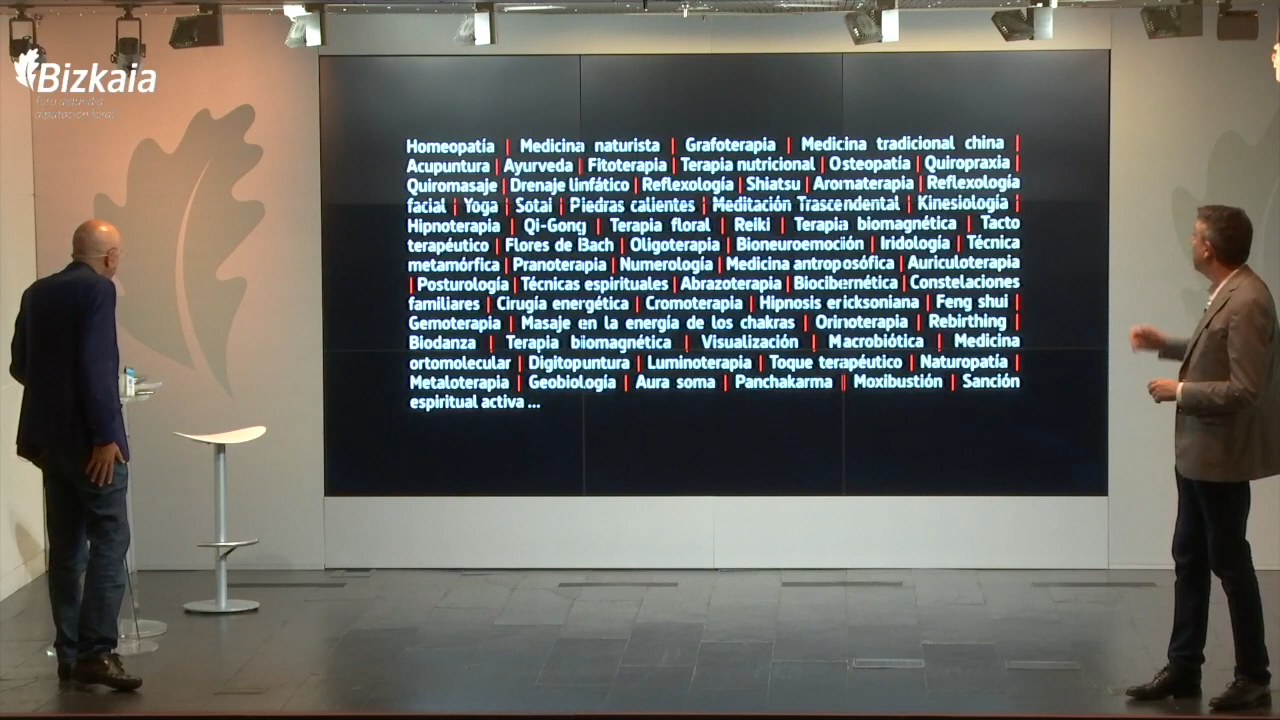 Bizkaia
foru aldundia
diputación foral
Homeopatía | Medicina naturista | Grafoterapia | Medicina tradicional china |
Acupuntura | Ayurveda | Fitoterapia | Terapia nutricional | Osteopatía | Quiropraxia |
Quiromasaje | Drenaje linfático | Reflexología | Shiatsu | Aromaterapia | Reflexología
facial | Yoga | Sotai | Piedras calientes | Meditación Trascendental | Kinesiología |
Hipnoterapia | Qi-Gong | Terapia floral | Reiki | Terapia biomagnética | Tacto
terapéutico | Flores de Bach | Oligoterapia | Bioneuroemoción | Iridología | Técnica
metamórfica | Pranoterapia | Numerología | Medicina antroposófica | Auriculoterapia
| Posturología | Técnicas espirituales | Abrazoterapia | Biocibernética | Constelaciones
familiares | Cirugía energética | Cromoterapia | Hipnosis ericksoniana | Feng shui |
Gemoterapia | Masaje en la energía de los chakras | Orinoterapia | Rebirthing |
Biodanza | Terapia biomagnética | Visualización | Macrobiótica | Medicina
ortomolecular | Digitopuntura | Luminoterapia | Toque terapéutico | Naturopatía |
Metaloterapia | Geobiología | Aura soma | Panchakarma || Moxibustión | Sanción
espiritual activa ...